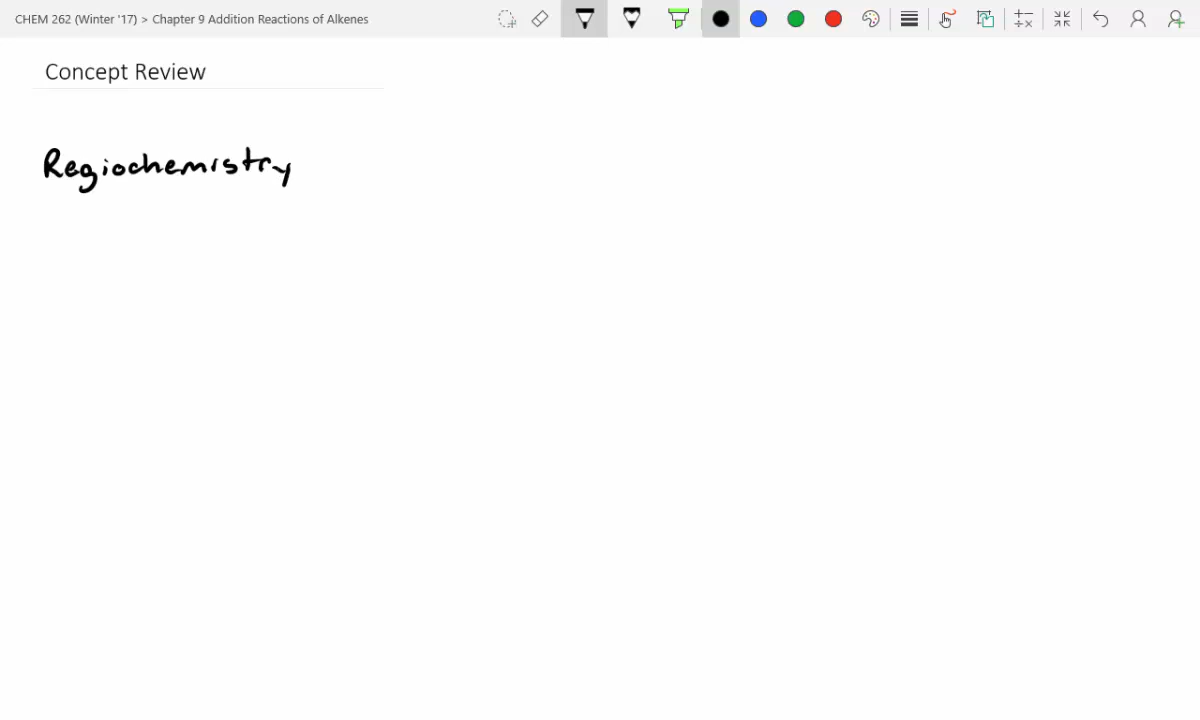 CHEM 262 (Winter '17) > Chapter 9 Addition Reactions of Alkenes
Concept Review
Regiochemistry